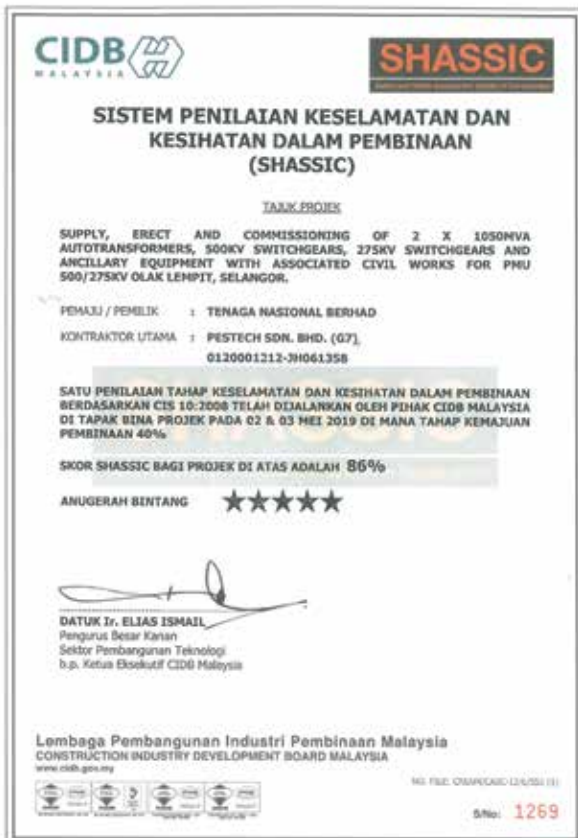 CIDB
MALAYSIA
SHASSIC
SISTEM PENILAIAN KESELAMATAN DAN
KESIHATAN DALAM PEMBINAAN
(SHASSIC)
TAJUK PROJEK
SUPPLY, ERECT AND COMMISSIONING OF 2 X 1050MVA
AUTOTRANSFORMERS, 500KV SWITCHGEARS, 275KV SWITCHGEARS AND
ANCILLARY EQUIPMENT WITH ASSOCIATED CIVIL WORKS FOR PMU
500/275KV OLAK LEMPIT, SELANGOR.
PEMAJU / PEMILIK : TENAGA NASIONAL BERHAD
KONTRAKTOR UTAMA : PESTECH SDN. BHD. (G7),
0120001212-JH061358
SATU PENILAIAN TAHAP KESELAMATAN DAN KESIHATAN DALAM PEMBINAAN
BERDASARKAN CIS 10:2008 TELAH DIJALANKAN OLEH PIHAK CIDB MALAYSIA
DI TAPAK BINA PROJEK PADA 02 & 03 MEI 2019 DI MANA TAHAP KEMAJUAN
PEMBINAAN 40%
SKOR SHASSIC BAGI PROJEK DI ATAS ADALAH 86%
ANUGERAH BINTANG ★★★★★
DATUK Ir. ELIAS ISMAIL
Pengurus Besar Kanan
Sektor Pembangunan Teknologi
b.p. Ketua Eksekutif CIDB Malaysia
Lembaga Pembangunan Industri Pembinaan Malaysia
CONSTRUCTION INDUSTRY DEVELOPMENT BOARD MALAYSIA
www.cidb.gov.my
NO. FILE:
S/No: 1269